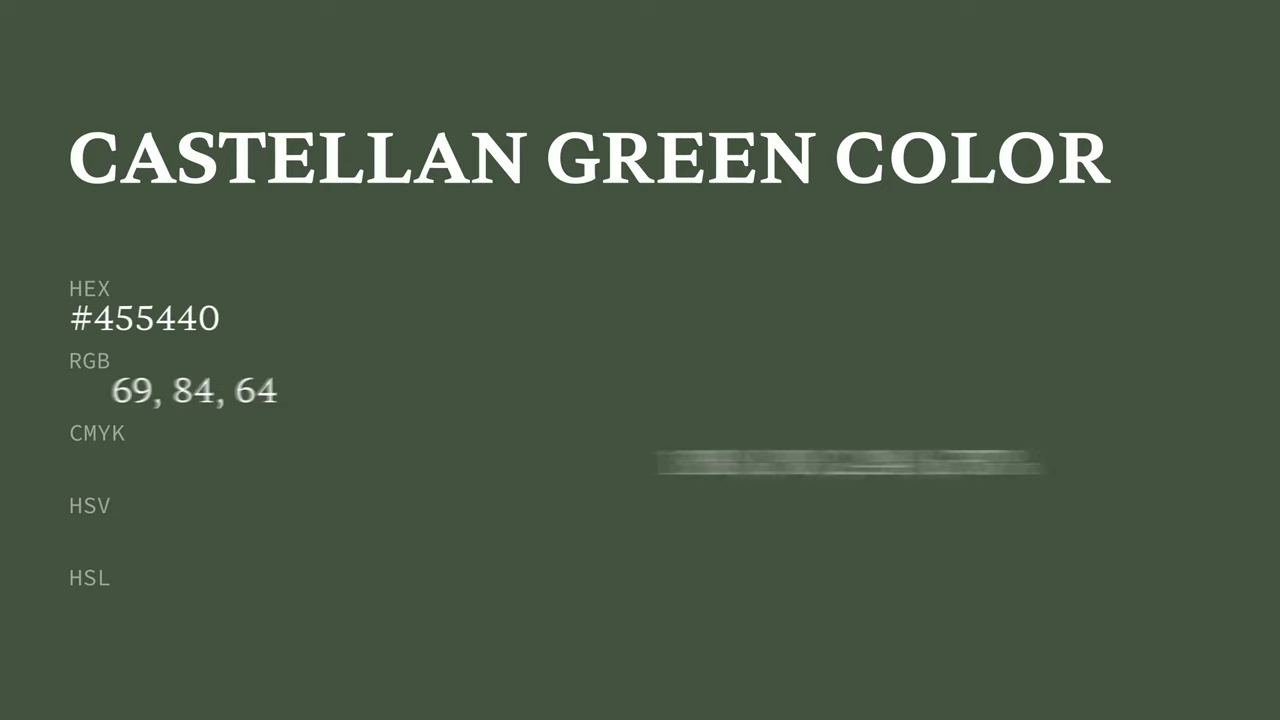 CASTELLAN GREEN COLOR
HEX
#455440
RGB
69, 84, 64
CMYK
HSV
HSL